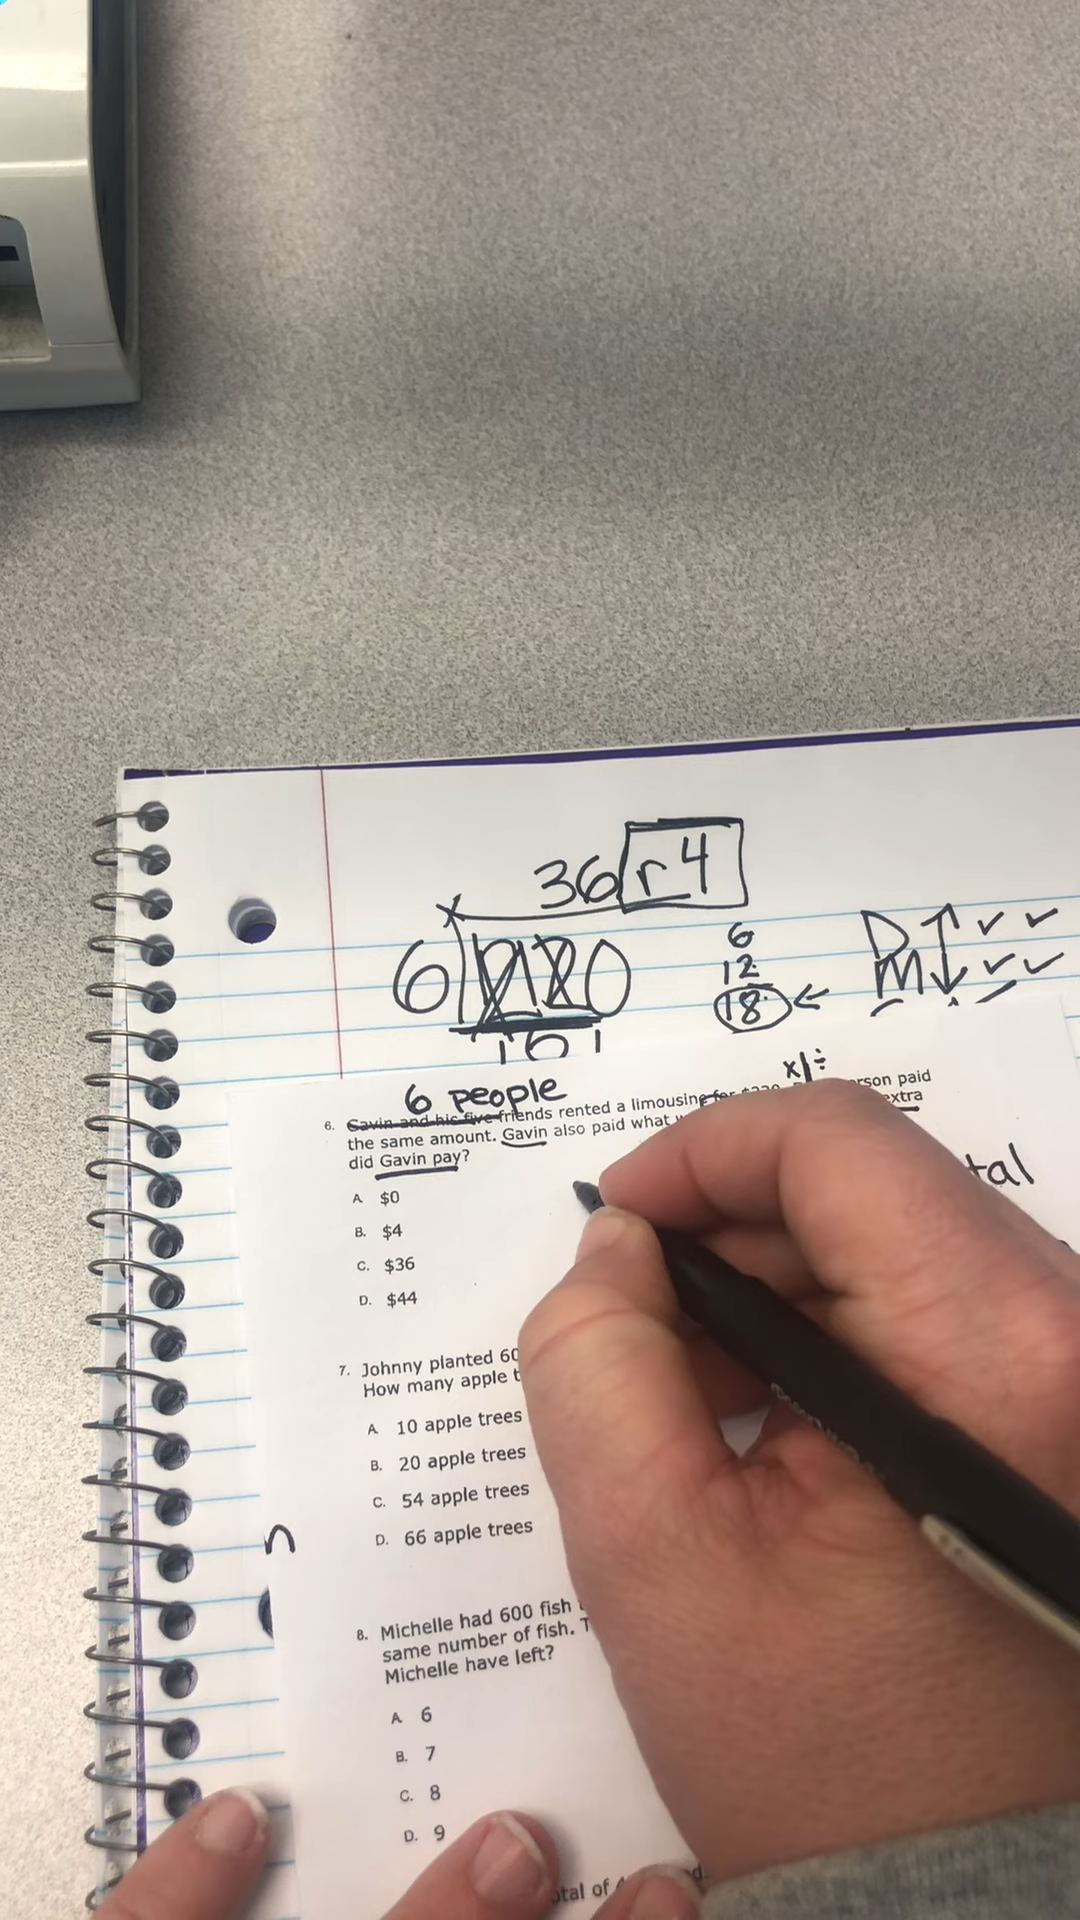 36 r4
6 220
6
12
18
D
M
6 people
x ÷
6. Gavin and his five friends rented a limousine for $220. person paid
the same amount. Gavin also paid what extra
did Gavin pay?
tal
A $0
B. $4
C. $36
D. $44
7. Johnny planted 60
How many apple
A 10 apple trees
B. 20 apple trees
C. 54 apple trees
D. 66 apple trees
n
8. Michelle had 600 fish
same number of fish.
Michelle have left?
A 6
B. 7
C. 8
D. 9
of